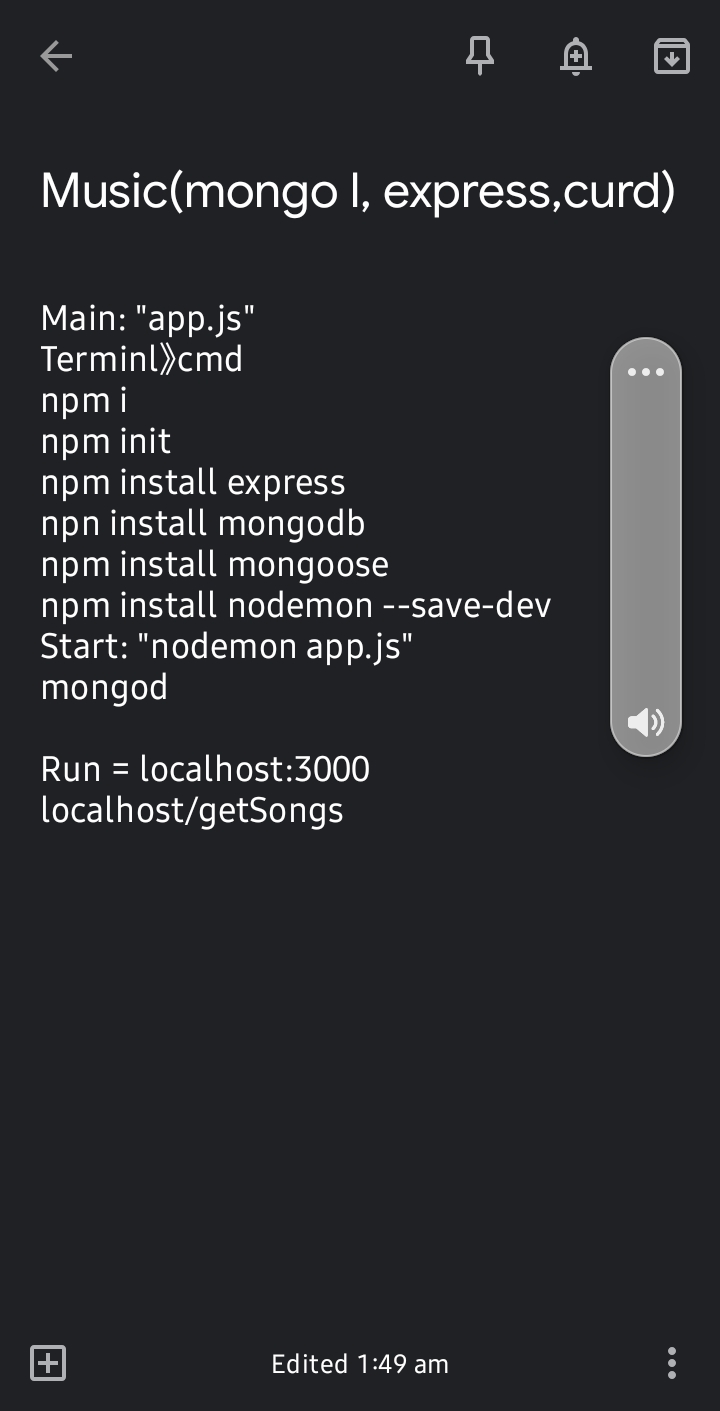 Music(mongo l, express,curd)
Main: "app.js"
Terminl》cmd
npm i
npm init
npm install express
npn install mongodb
npm install mongoose
npm install nodemon --save-dev
Start: "nodemon app.js"
mongod
Run = localhost:3000
localhost/getSongs
Edited 1:49 am